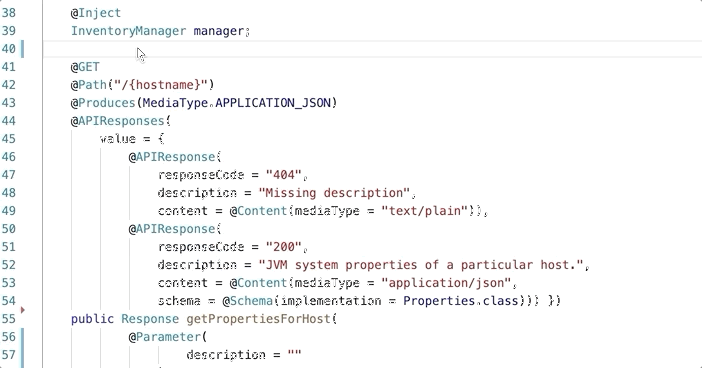 38 @Inject
39 InventoryManager manager;
40
41 @GET
42 @Path("/{hostname}")
43 @Produces(MediaType.APPLICATION_JSON)
44 @APIResponses(
45 value = {
46 @APIResponse(
47 responseCode = "404",
48 description = "Missing description",
49 content = @Content(mediaType = "text/plain")),
50 @APIResponse(
51 responseCode = "200",
52 description = "JVM system properties of a particular host.",
53 content = @Content(mediaType = "application/json",
54 schema = @Schema(implementation = Properties.class))) })
55 public Response getPropertiesForHost(
56 @Parameter(
57 description = ""